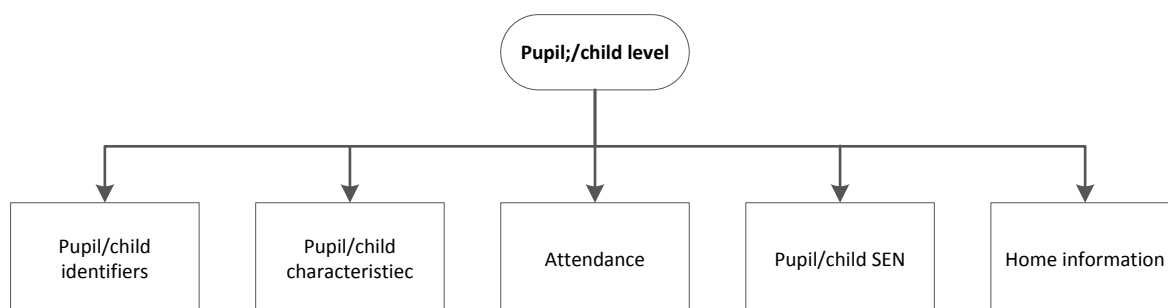 Pupil;/child level
Pupil/child
identifiers
Pupil/child
characteristiec
Attendance
Pupil/child SEN
Home information